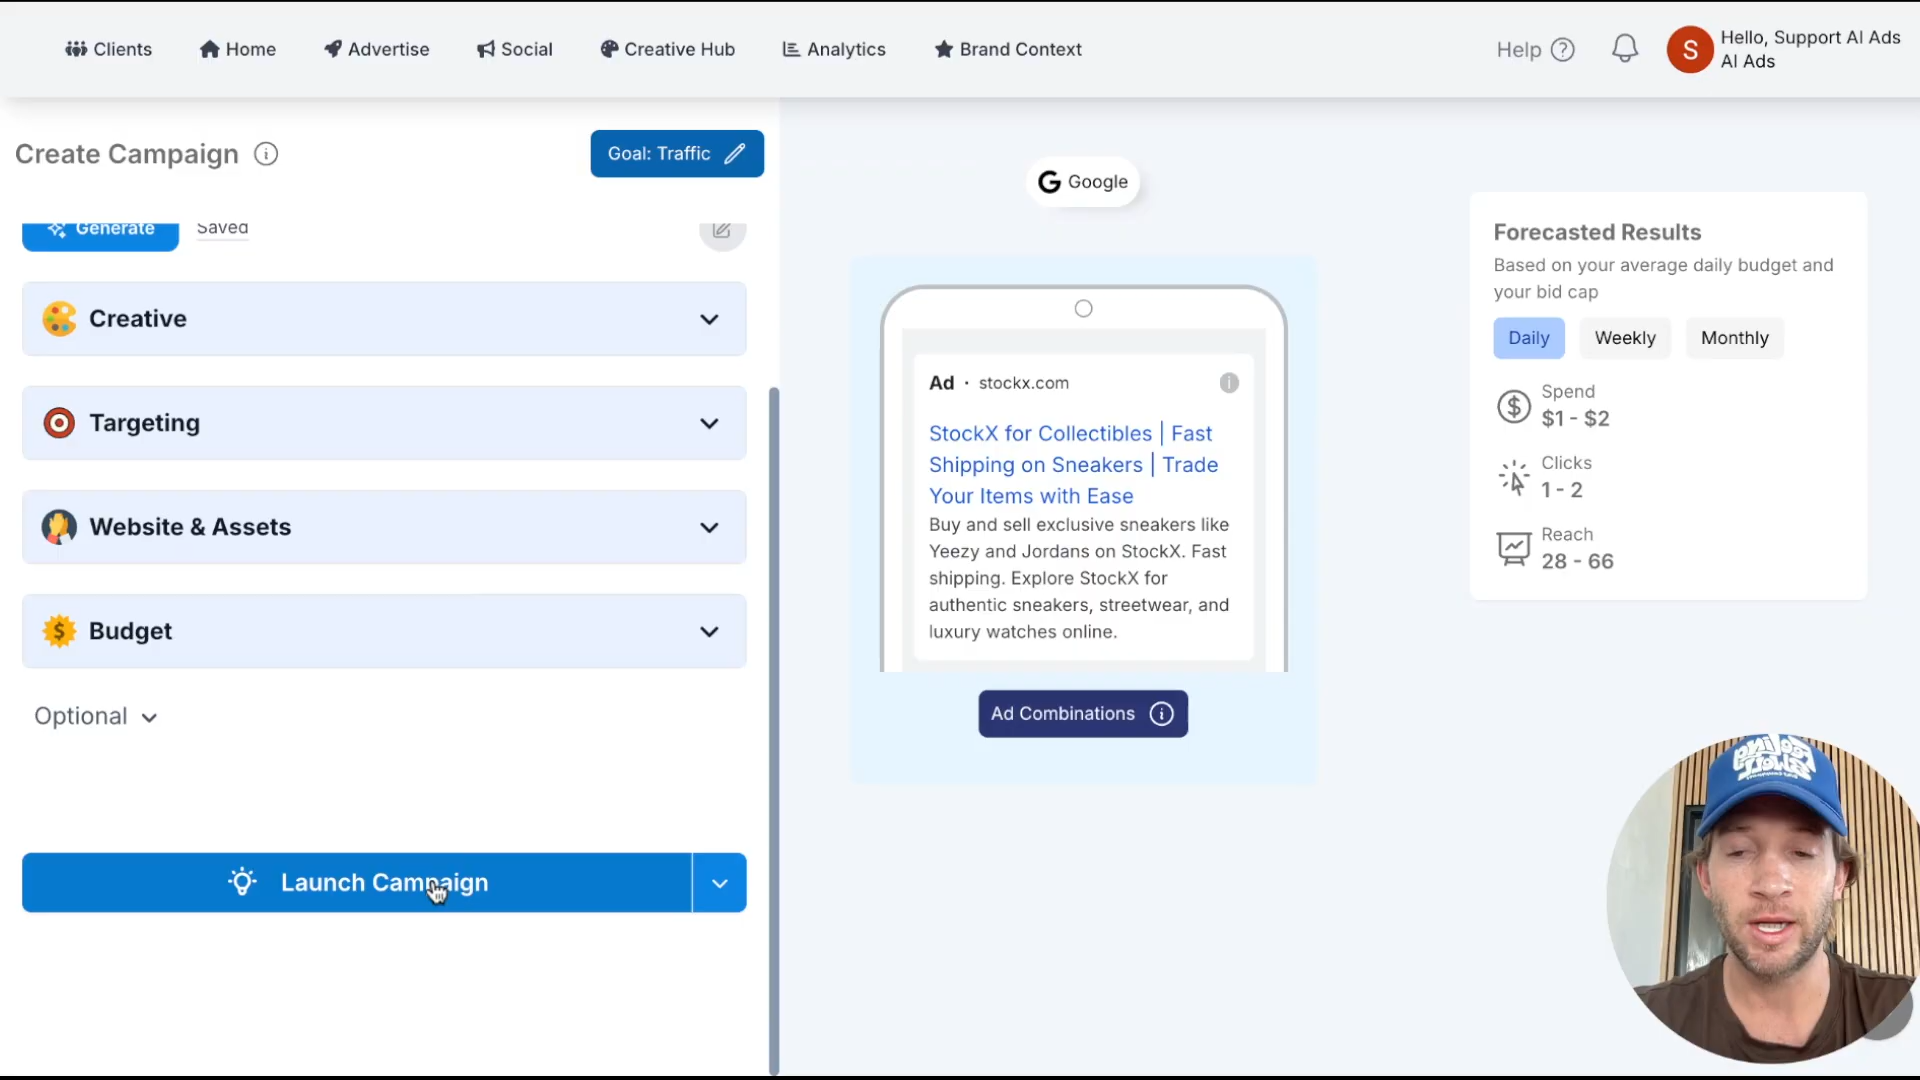 Clients
Home
Advertise
Social
Creative Hub
Analytics
Brand Context
Help
S
Hello, Support AI Ads
AI Ads
Create Campaign
Goal: Traffic
Generate
Saved
Creative
Targeting
Website & Assets
Budget
Optional
Launch Campaign
Google
Ad · stockx.com
StockX for Collectibles | Fast
Shipping on Sneakers | Trade
Your Items with Ease
Buy and sell exclusive sneakers like
Yeezy and Jordans on StockX. Fast
shipping. Explore StockX for
authentic sneakers, streetwear, and
luxury watches online.
Ad Combinations
Forecasted Results
Based on your average daily budget and
your bid cap
Daily
Weekly
Monthly
Spend
$1 - $2
Clicks
1 - 2
Reach
28 - 66